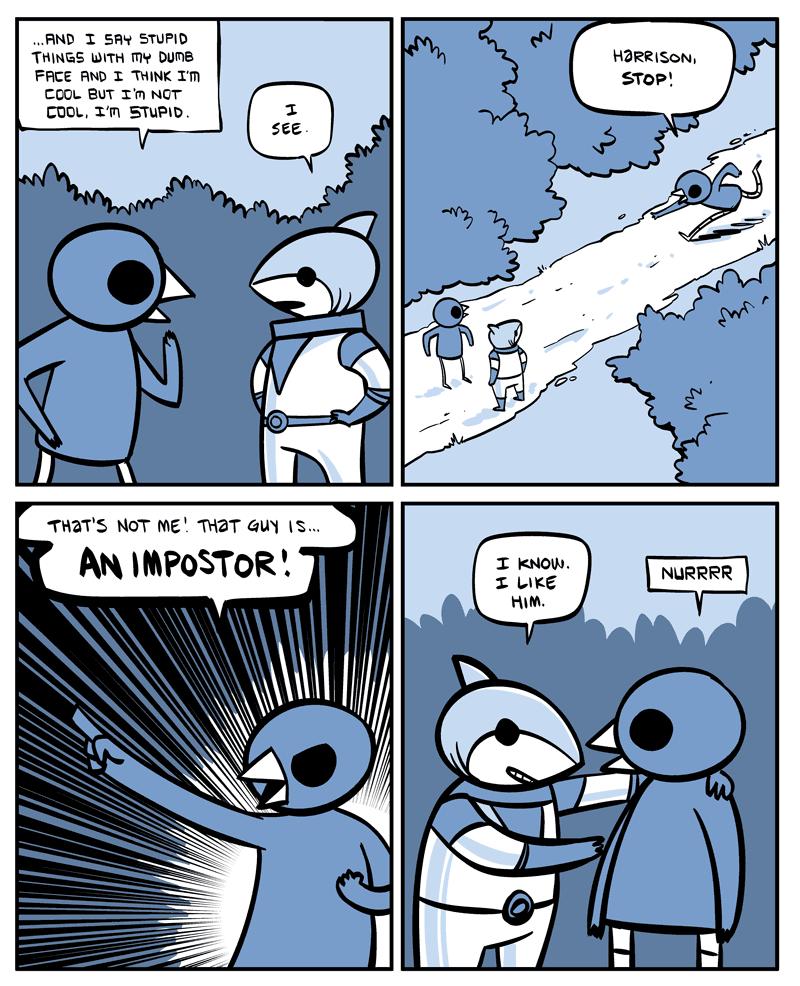 ...AND I SAY STUPID
THINGS WITH MY DUMB
FACE AND I THINK I'M
COOL BUT I'M NOT
COOL, I'M STUPID.
I
SEE.
HARRISON,
STOP!
THAT'S NOT ME! THAT GUY IS...
AN IMPOSTOR!
I KNOW.
I LIKE
HIM.
NURRRR